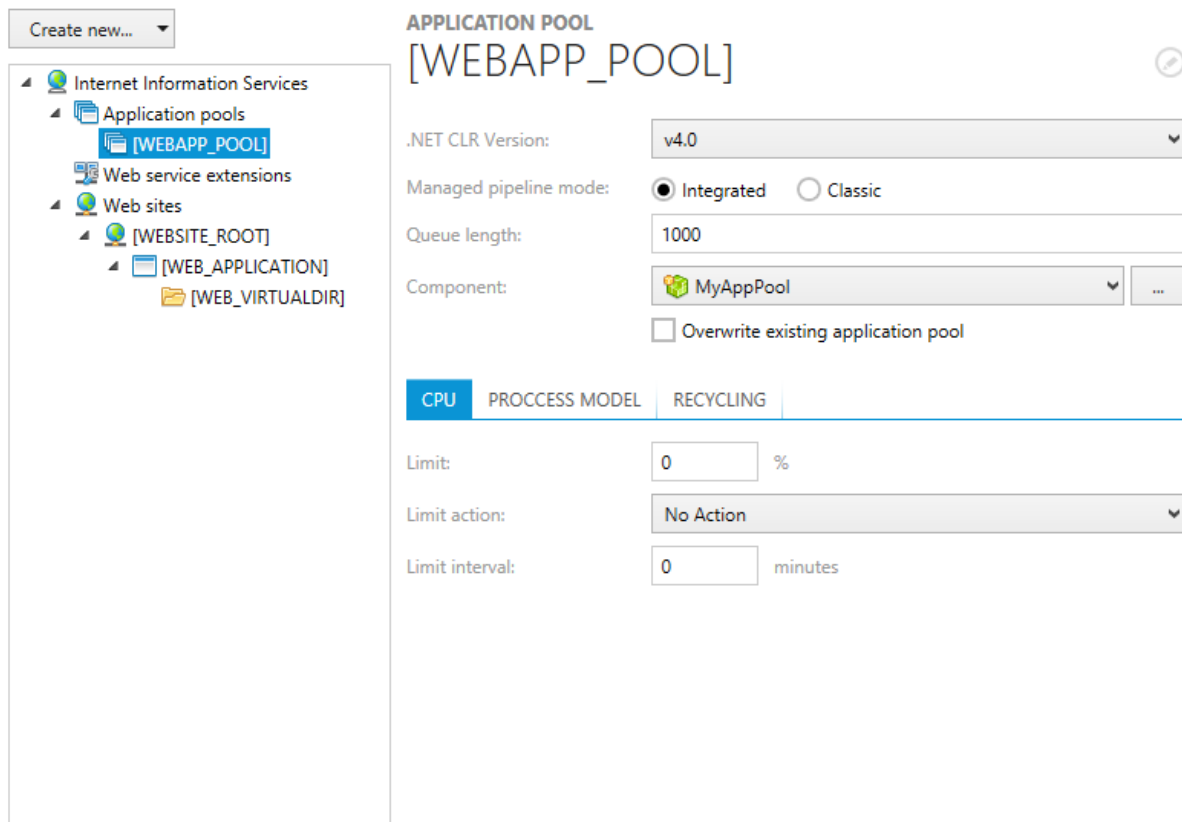 Create new...
Internet Information Services
Application pools
[WEBAPP_POOL]
Web service extensions
Web sites
[WEBSITE_ROOT]
[WEB_APPLICATION]
[WEB_VIRTUALDIR]
APPLICATION POOL
[WEBAPP_POOL]
.NET CLR Version: v4.0
Managed pipeline mode: Integrated Classic
Queue length: 1000
Component: MyAppPool ...
Overwrite existing application pool
CPU PROCCESS MODEL RECYCLING
Limit: 0 %
Limit action: No Action
Limit interval: 0 minutes